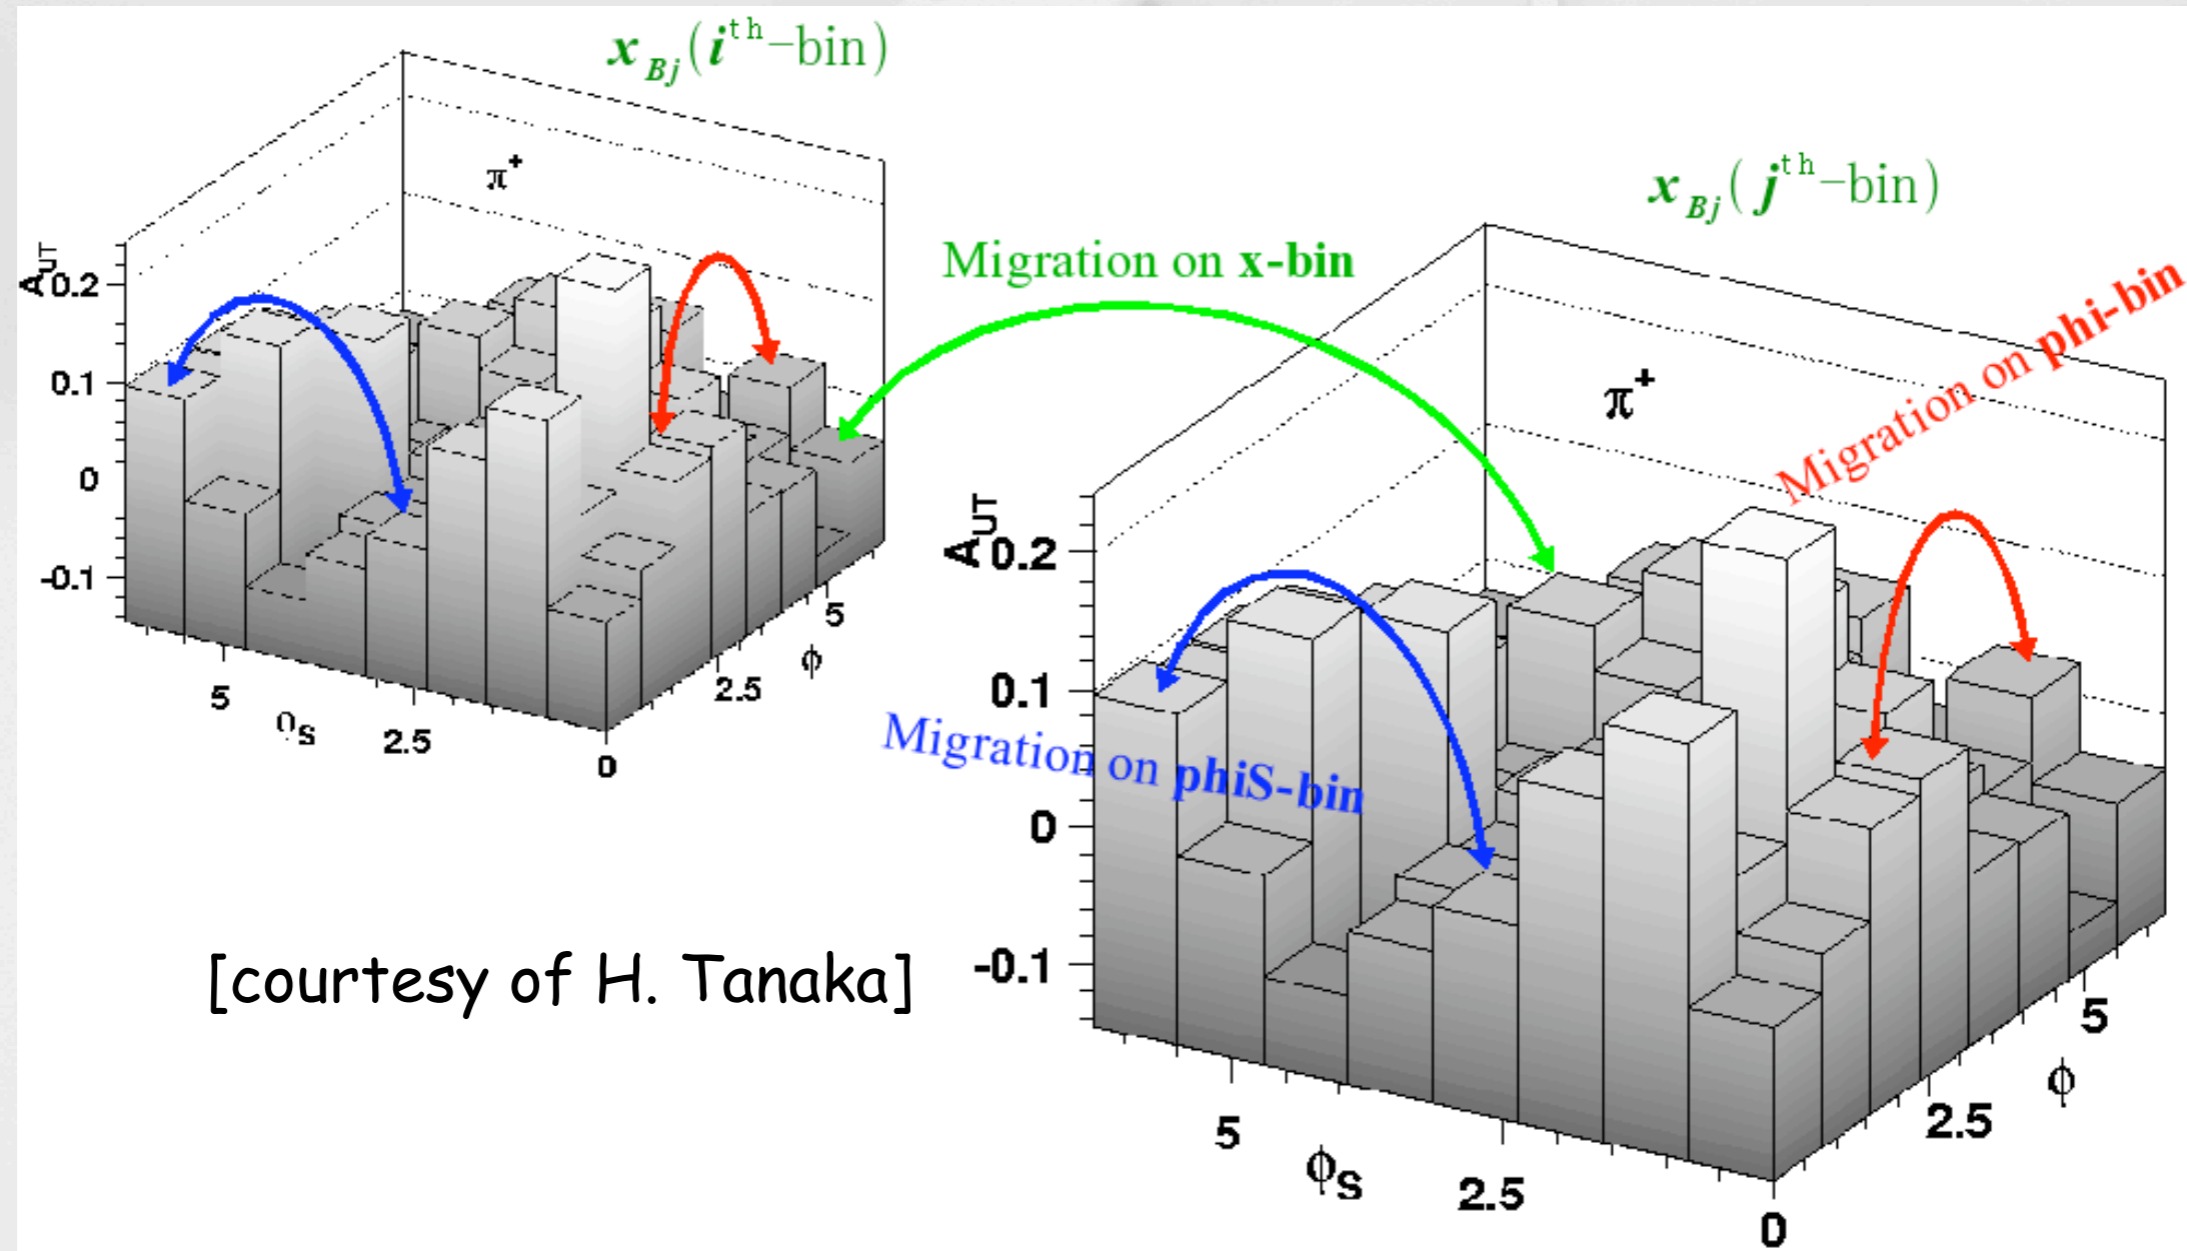 x_Bj(i^th-bin)
π+
A_UT
0.2
0.1
0
-0.1
5
2.5
0
2.5
5
ϕ
Migration on x-bin
x_Bj(j^th-bin)
π+
Migration on phi-bin
Migration on phiS-bin
A_UT
0.2
0.1
0
-0.1
5
ϕ_S
2.5
0
2.5
5
ϕ
[courtesy of H. Tanaka]